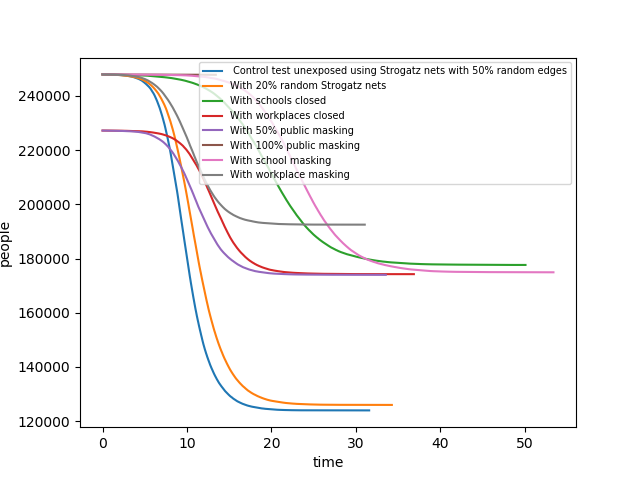 Control test unexposed using Strogatz nets with 50% random edges
With 20% random Strogatz nets
With schools closed
With workplaces closed
With 50% public masking
With 100% public masking
With school masking
With workplace masking
240000
220000
200000
180000
160000
140000
120000
people
0 10 20 30 40 50
time